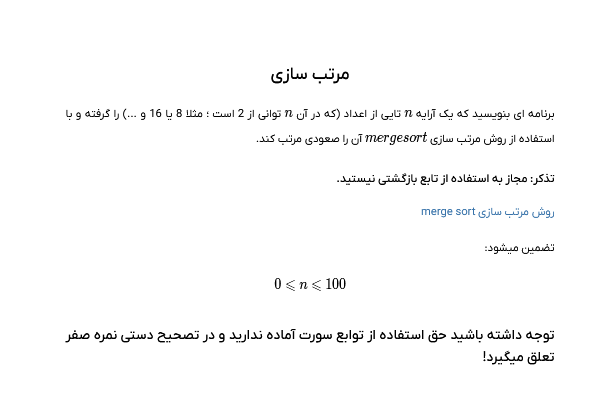 مرتب سازی
برنامه ای بنویسید که یک آرایه n تایی از اعداد (که در آن n توانی از 2 است ؛ مثلا 8 یا 16 و ...) را گرفته و با
استفاده از روش مرتب سازی mergesort آن را صعودی مرتب کند.
تذکر: مجاز به استفاده از تابع بازگشتی نیستید.
روش مرتب سازی merge sort
تضمین میشود:
0 ⩽ n ⩽ 100
توجه داشته باشید حق استفاده از توابع سورت آماده ندارید و در تصحیح دستی نمره صفر
تعلق میگیرد!